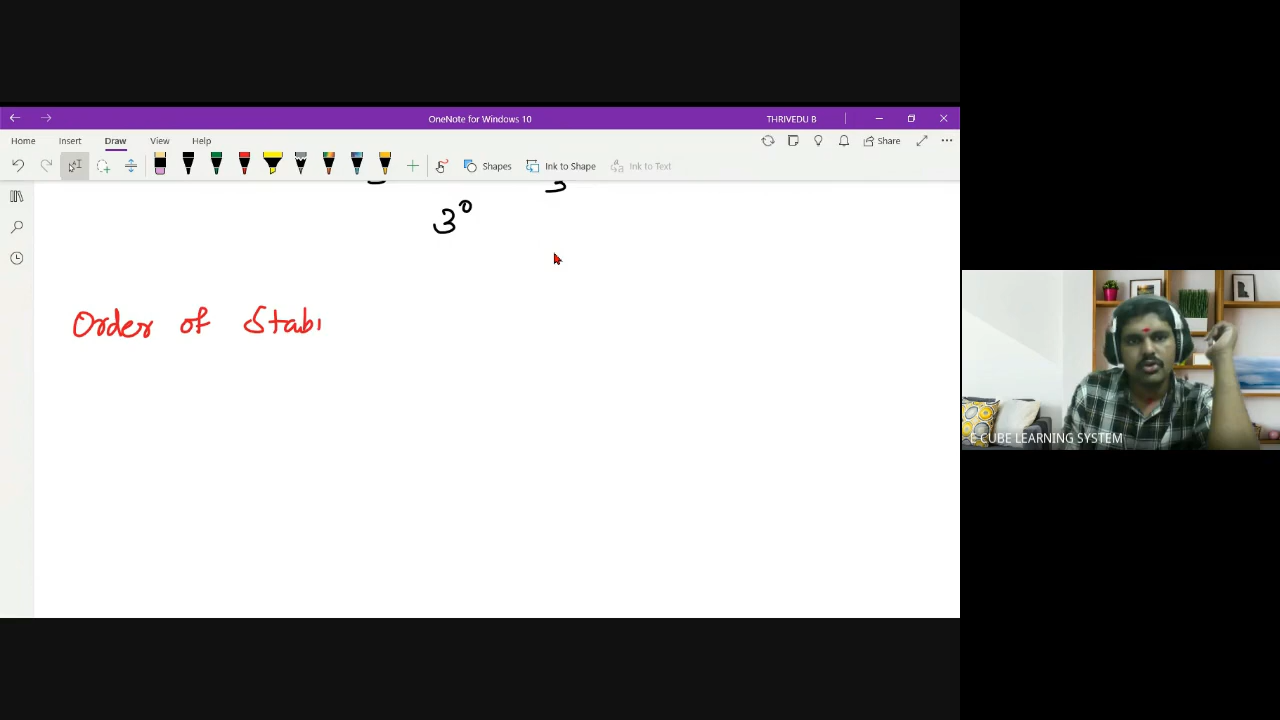 OneNote for Windows 10
THRIVEDU B
Home Insert Draw View Help
Share
Shapes Ink to Shape Ink to Text
3
3°
Order of Stabi
E CUBE LEARNING SYSTEM